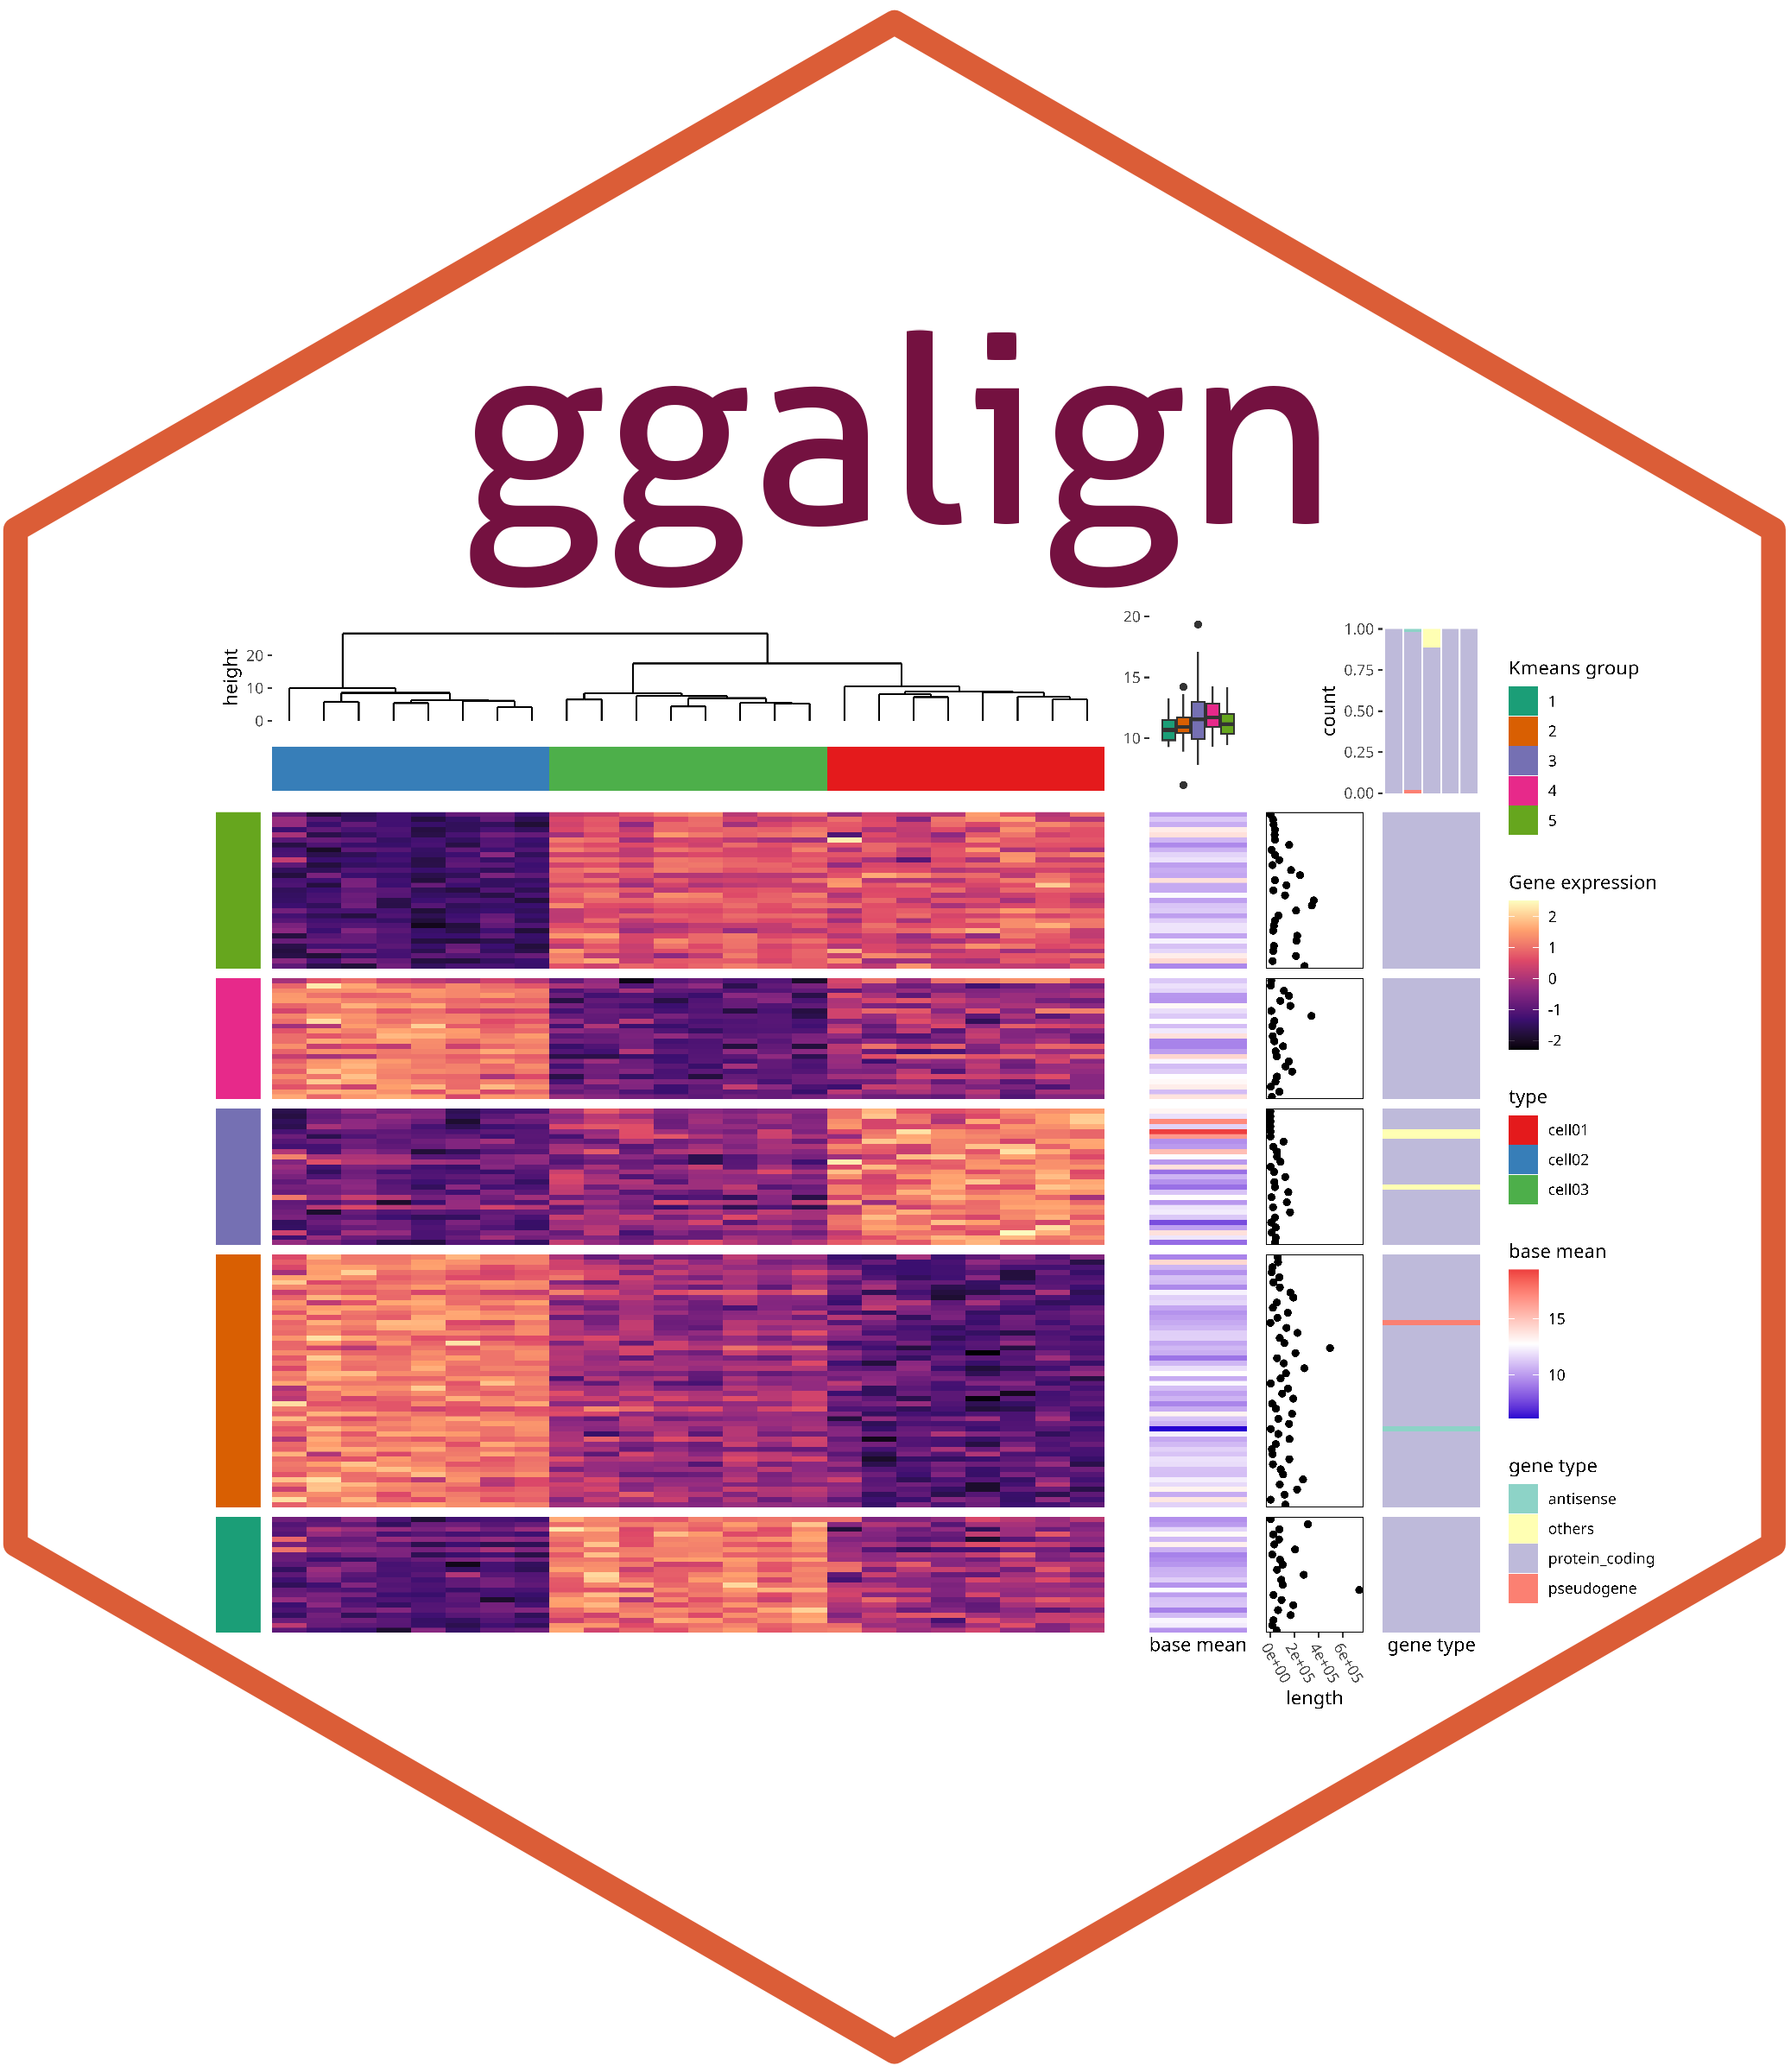 ggalign
height
20
10
0
20
15
10
count
1.00
0.75
0.50
0.25
0.00
Kmeans group
1
2
3
4
5
Gene expression
2
1
0
-1
-2
type
cell01
cell02
cell03
base mean
15
10
gene type
antisense
others
protein_coding
pseudogene
base mean
0e+00
2e+05
4e+05
6e+05
length
gene type